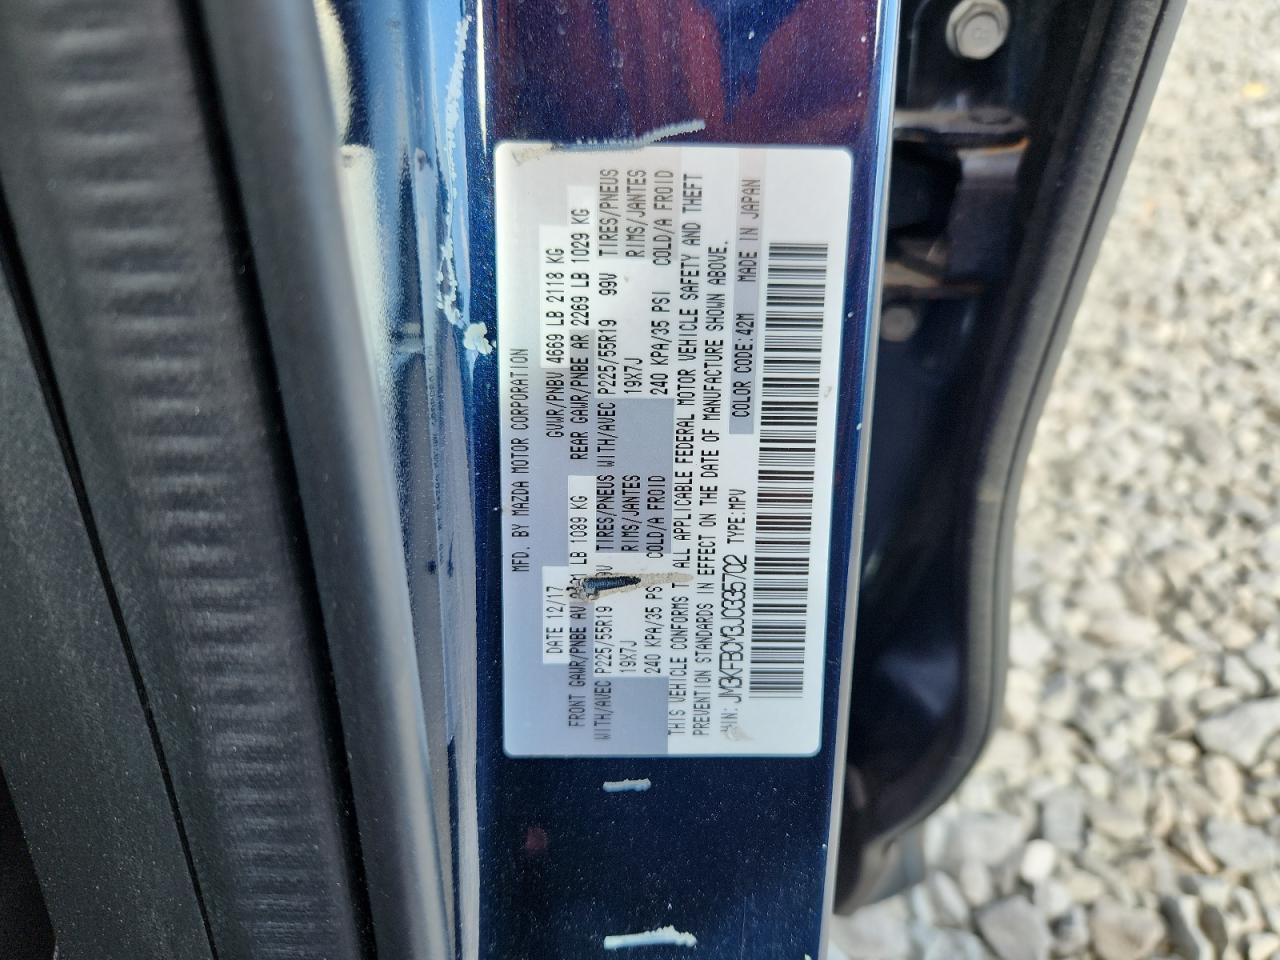 MFD. BY MAZDA MOTOR CORPORATION
DATE 12/17 GVWR/PNBV 4669 LB 2118 KG
FRONT GAWR/PNBE AV LB 1089 KG REAR GAWR/PNBE AR 2269 LB 1029 KG
WITH/AVEC P225/55R19 TIRES/PNEUS WITH/AVEC P225/55R19 99V TIRES/PNEUS
19X7J RIMS/JANTES 19X7J RIMS/JANTES
240 KPA/35 PS COLD/A FROID 240 KPA/35 PSI COLD/A FROID
THIS VEHICLE CONFORMS T ALL APPLICABLE FEDERAL MOTOR VEHICLE SAFETY AND THEFT
PREVENTION STANDARDS IN EFFECT ON THE DATE OF MANUFACTURE SHOWN ABOVE.
VIN: JM3KFBCM3J0335702 TYPE:MPV COLOR CODE:42M MADE IN JAPAN